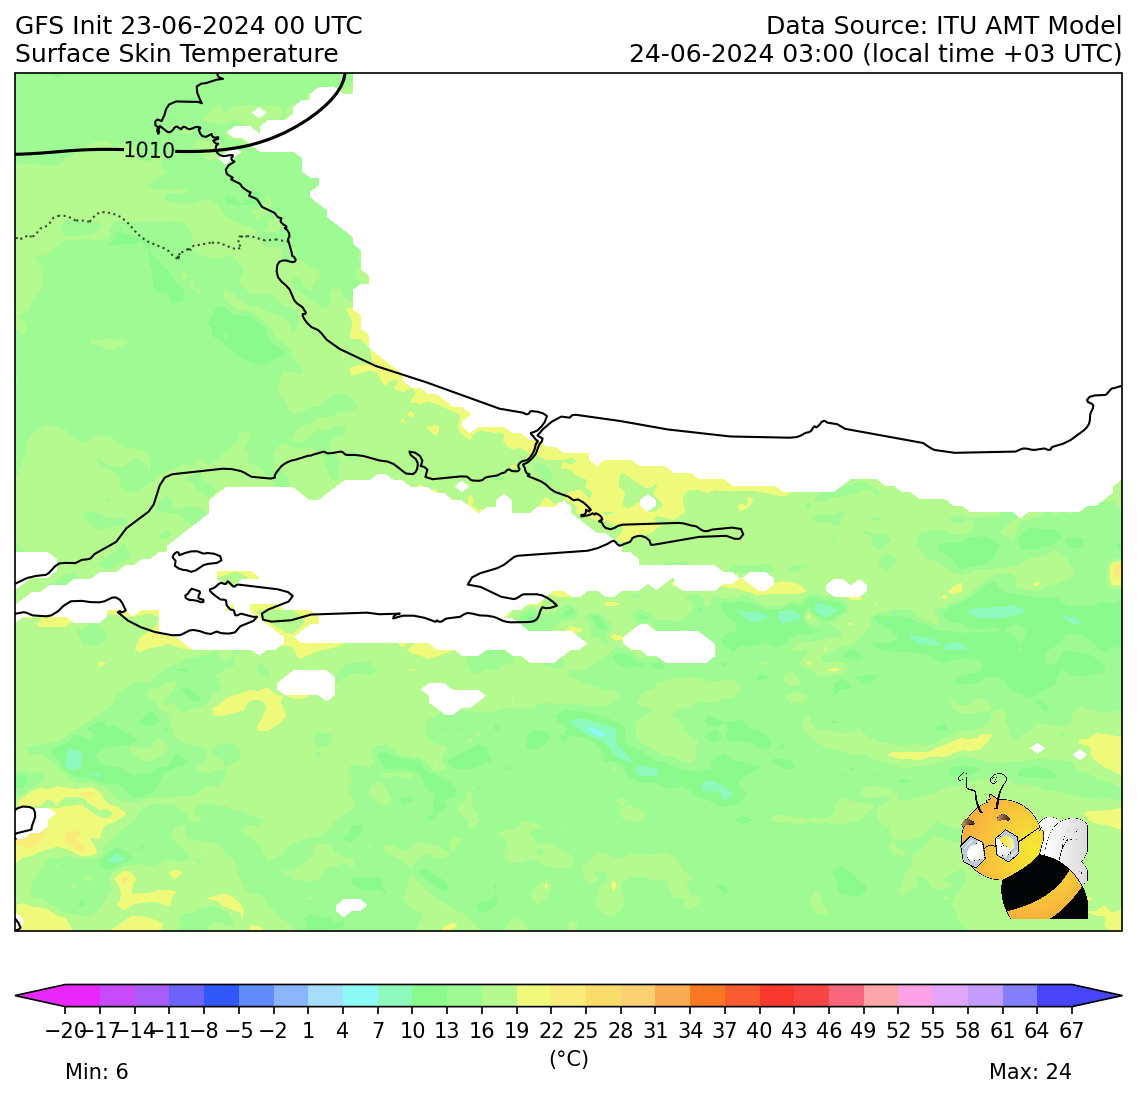 GFS Init 23-06-2024 00 UTC
Data Source: ITU AMT Model
Surface Skin Temperature
24-06-2024 03:00 (local time +03 UTC)
1010
−20 −17 −14 −11 −8 −5 −2 1 4 7 10 13 16 19 22 25 28 31 34 37 40 43 46 49 52 55 58 61 64 67
(°C)
Min: 6
Max: 24